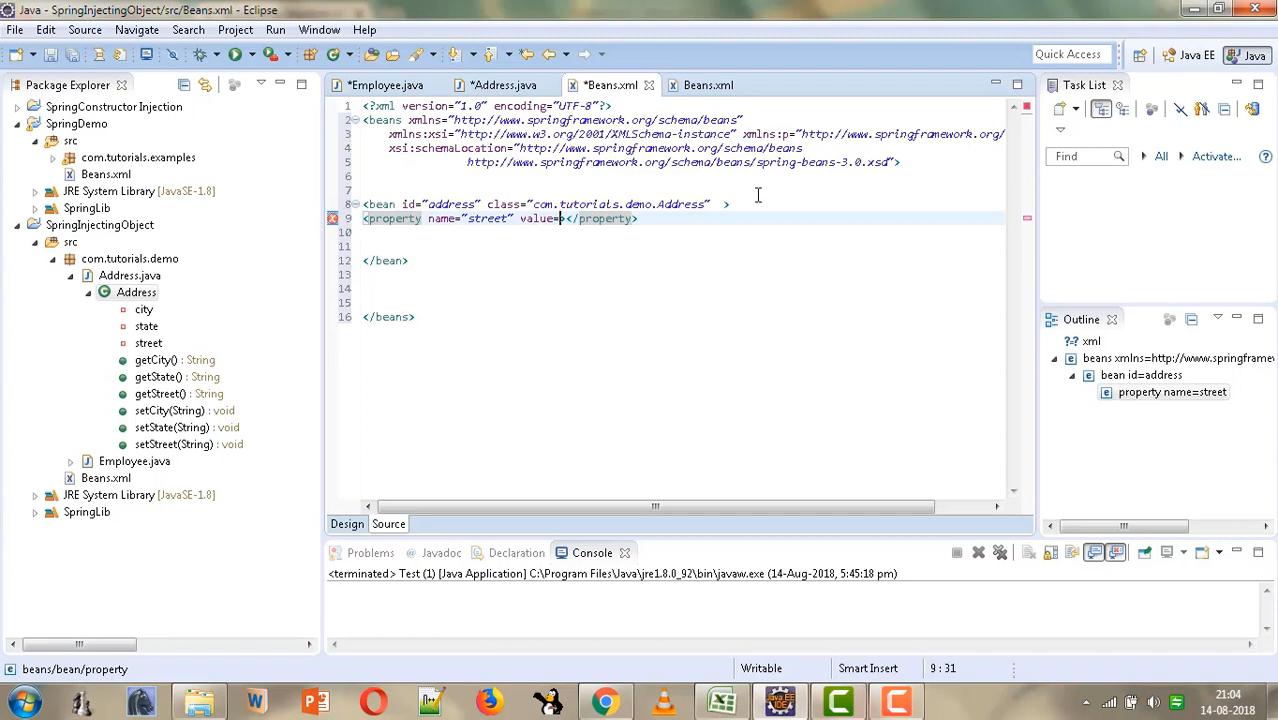 Java - SpringInjectingObject/src/Beans.xml - Eclipse
File Edit Source Navigate Search Project Run Window Help
Quick Access
Java EE
Java
Package Explorer
SpringConstructor Injection
SpringDemo
src
com.tutorials.examples
Beans.xml
JRE System Library [JavaSE-1.8]
SpringLib
SpringInjectingObject
src
com.tutorials.demo
Address.java
Address
city
state
street
getCity() : String
getState() : String
getStreet() : String
setCity(String) : void
setState(String) : void
setStreet(String) : void
Employee.java
Beans.xml
JRE System Library [JavaSE-1.8]
SpringLib
*Employee.java
*Address.java
*Beans.xml
Beans.xml
1 <?xml version="1.0" encoding="UTF-8"?>
2 <beans xmlns="http://www.springframework.org/schema/beans"
3 xmlns:xsi="http://www.w3.org/2001/XMLSchema-instance" xmlns:p="http://www.springframework.org/
4 xsi:schemaLocation="http://www.springframework.org/schema/beans
5 http://www.springframework.org/schema/beans/spring-beans-3.0.xsd">
6
7
8 <bean id="address" class="com.tutorials.demo.Address" >
9 <property name="street" value=></property>
10
11
12 </bean>
13
14
15
16 </beans>
Design
Source
Task List
Find
All
Activate...
Outline
xml
beans xmlns=http://www.springframew
bean id=address
property name=street
Problems
Javadoc
Declaration
Console
<terminated> Test (1) [Java Application] C:\Program Files\Java\jre1.8.0_92\bin\javaw.exe (14-Aug-2018, 5:45:18 pm)
beans/bean/property
Writable
Smart Insert
9 : 31
21:04
14-08-2018